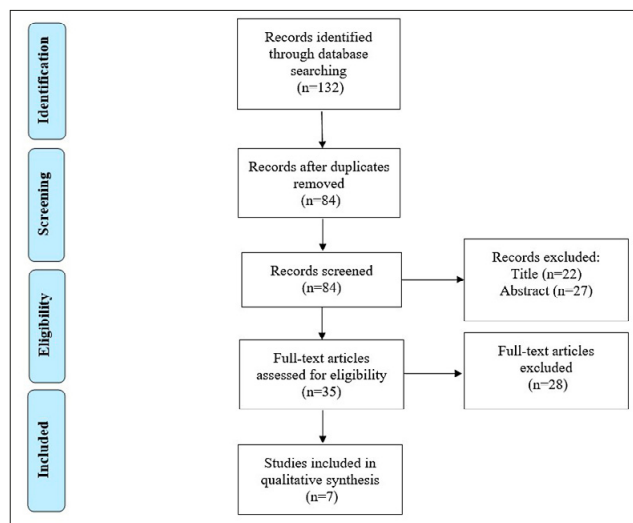 Identification
Records identified
through database
searching
(n=132)
Screening
Records after duplicates
removed
(n=84)
Records screened
(n=84)
Records excluded:
Title (n=22)
Abstract (n=27)
Eligibility
Full-text articles
assessed for eligibility
(n=35)
Full-text articles
excluded
(n=28)
Included
Studies included in
qualitative synthesis
(n=7)